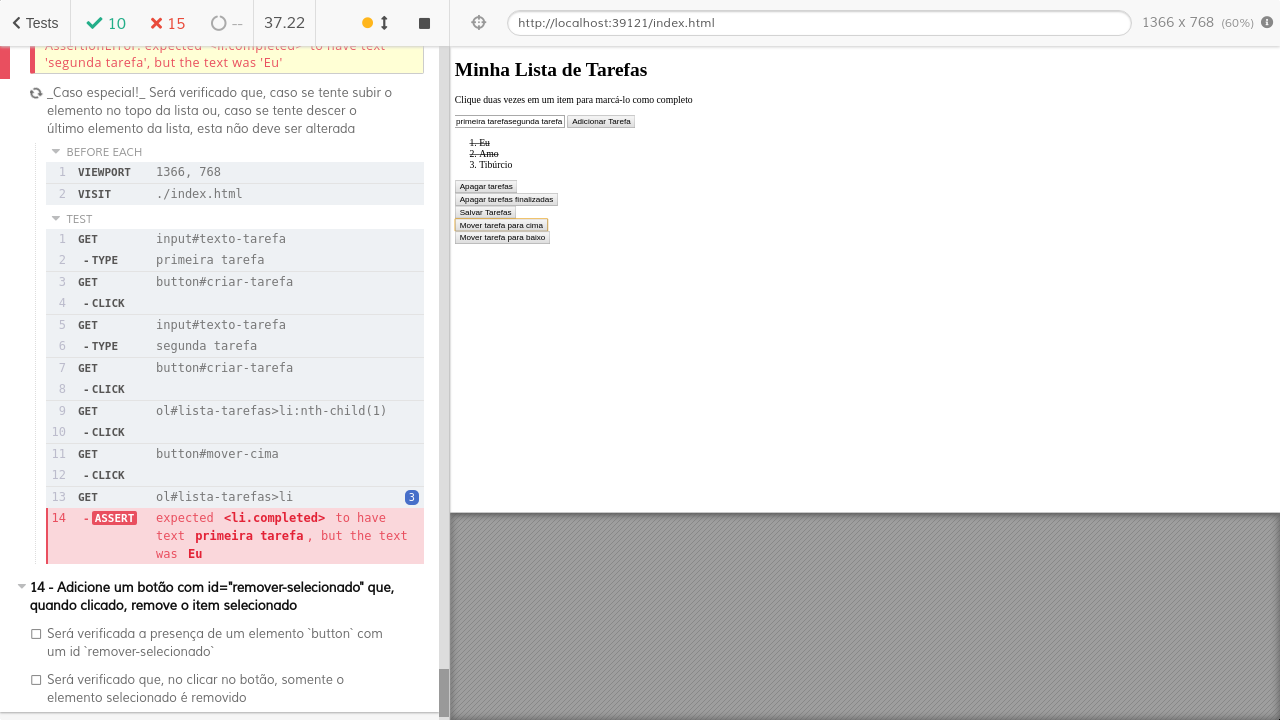 Tests 10 15 -- 37.22 http://localhost:39121/index.html 1366 x 768 (60%)
AssertionError: expected '<li.completed>' to have text
'segunda tarefa', but the text was 'Eu'
_Caso especial!_ Será verificado que, caso se tente subir o
elemento no topo da lista ou, caso se tente descer o
último elemento da lista, esta não deve ser alterada
BEFORE EACH
1 VIEWPORT 1366, 768
2 VISIT ./index.html
TEST
1 GET input#texto-tarefa
2 -TYPE primeira tarefa
3 GET button#criar-tarefa
4 -CLICK
5 GET input#texto-tarefa
6 -TYPE segunda tarefa
7 GET button#criar-tarefa
8 -CLICK
9 GET ol#lista-tarefas>li:nth-child(1)
10 -CLICK
11 GET button#mover-cima
12 -CLICK
13 GET ol#lista-tarefas>li 3
14 -ASSERT expected <li.completed> to have
text primeira tarefa, but the text
was Eu
14 - Adicione um botão com id="remover-selecionado" que,
quando clicado, remove o item selecionado
Será verificada a presença de um elemento `button` com
um id `remover-selecionado`
Será verificado que, no clicar no botão, somente o
elemento selecionado é removido
Minha Lista de Tarefas
Clique duas vezes em um item para marcá-lo como completo
primeira tarefasegunda tarefa Adicionar Tarefa
1. Eu
2. Amo
3. Tibúrcio
Apagar tarefas
Apagar tarefas finalizadas
Salvar Tarefas
Mover tarefa para cima
Mover tarefa para baixo